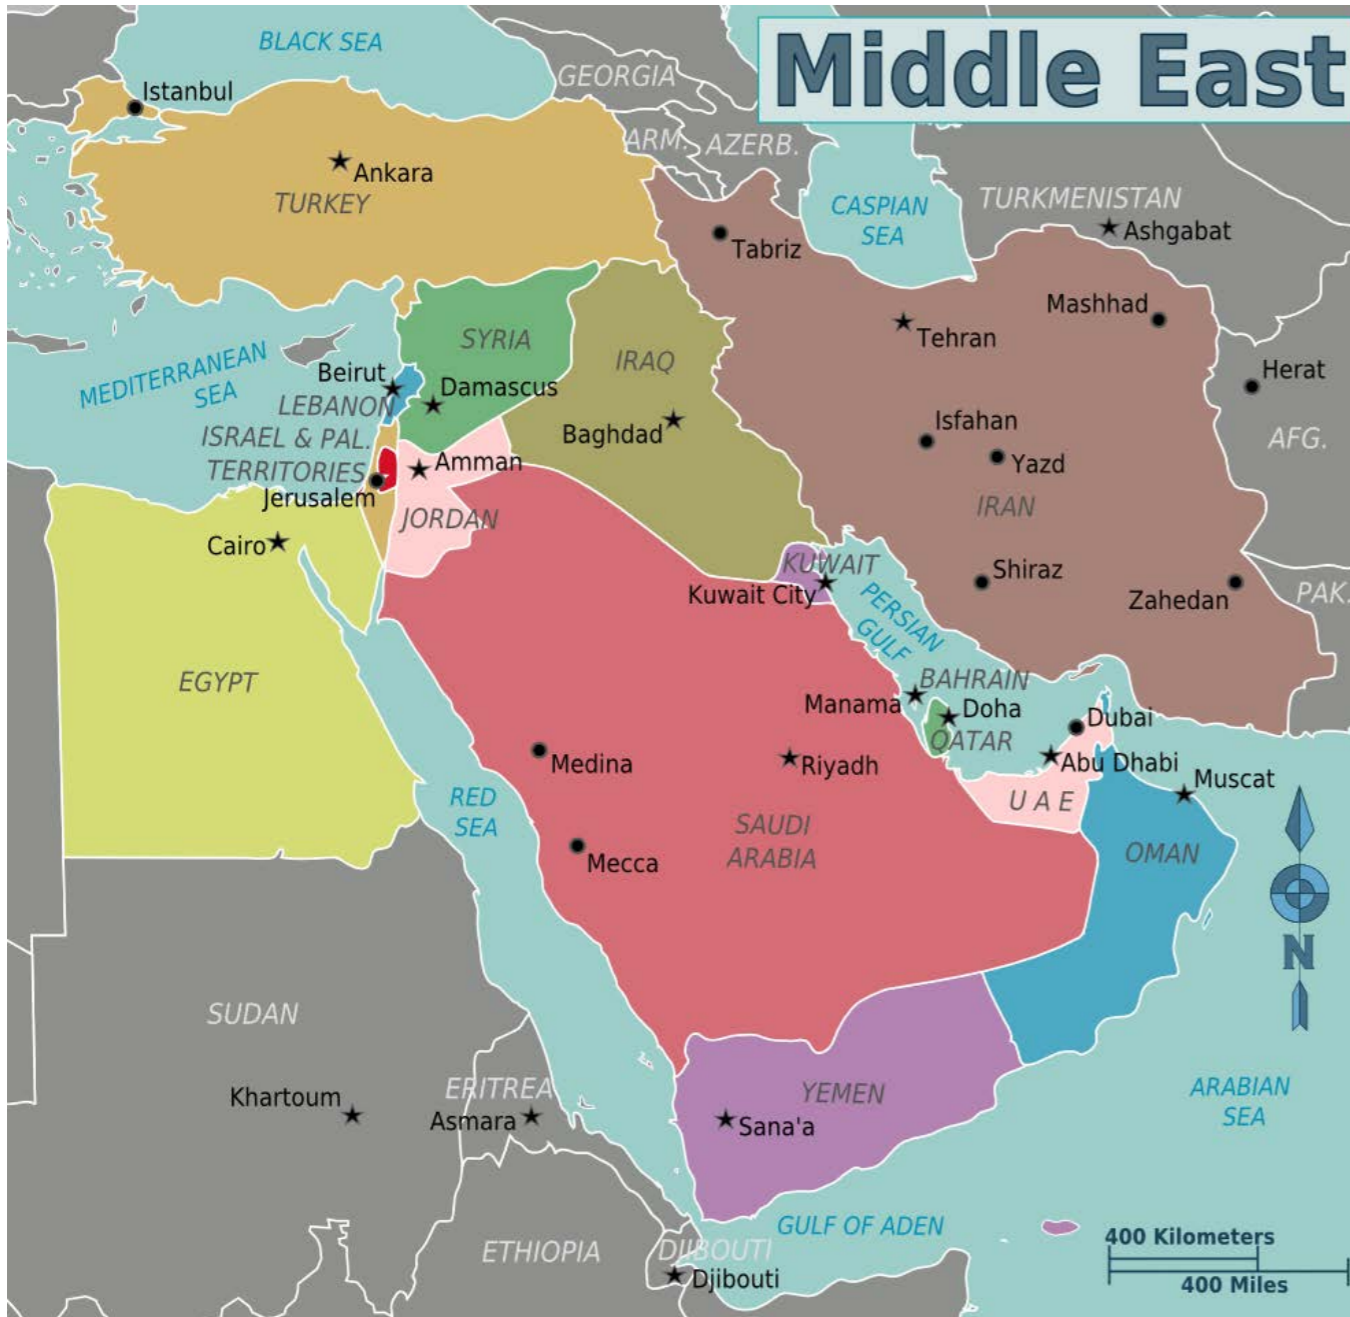 Middle East
BLACK SEA
GEORGIA
Istanbul
ARM.
AZERB.
Ankara
TURKEY
CASPIAN
SEA
TURKMENISTAN
Ashgabat
Tabriz
Mashhad
Tehran
SYRIA
IRAQ
MEDITERRANEAN
SEA
Beirut
Damascus
LEBANON
Herat
Isfahan
Baghdad
AFG.
ISRAEL & PAL.
TERRITORIES
Amman
Yazd
Jerusalem
JORDAN
IRAN
Cairo
KUWAIT
Kuwait City
Shiraz
Zahedan
PAK.
PERSIAN
GULF
EGYPT
BAHRAIN
Manama
Doha
QATAR
Dubai
Abu Dhabi
Medina
Riyadh
Muscat
U A E
RED
SEA
SAUDI
ARABIA
Mecca
OMAN
N
SUDAN
ERITREA
YEMEN
ARABIAN
SEA
Khartoum
Asmara
Sana'a
GULF OF ADEN
ETHIOPIA
DJIBOUTI
Djibouti
400 Kilometers
400 Miles